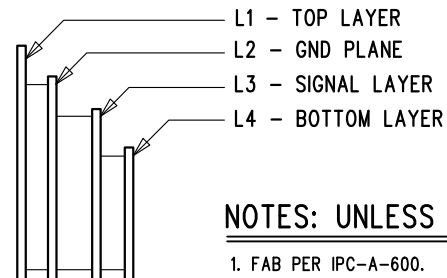 L1 - TOP LAYER
L2 - GND PLANE
L3 - SIGNAL LAYER
L4 - BOTTOM LAYER
NOTES: UNLESS
1. FAB PER IPC-A-600.